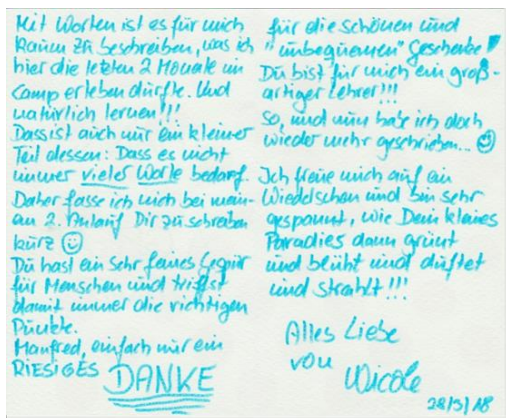 Mit Worten ist es für mich
kaum zu beschreiben, was ich
hier die letzten 2 Monate im
Camp erleben durfte. Und
natürlich lernen!!!
Dass ist auch nur ein kleiner
Teil dessen: Dass es nicht
immer vieler Worte bedarf.
Daher fasse ich mich bei mein-
em 2. Anlauf Dir zu schreiben
kurz ☺
Du hast ein sehr feines Gespür
für Menschen und triffst
damit immer die richtigen
Punkte.
Manfred, einfach nur ein
RIESIGES DANKE
für die schönen und
"unbequemen" Geschenke!
Du bist für mich ein groß-
artiger Lehrer!!!
So, und nun habe ich doch
wieder mehr geschrieben... ☺
Ich freue mich auf ein
Wiedersehen und bin sehr
gespannt, wie Dein kleines
Paradies dann grünt
und blüht und duftet
und strahlt!!!
Alles Liebe
von
Nicole
28/5/18